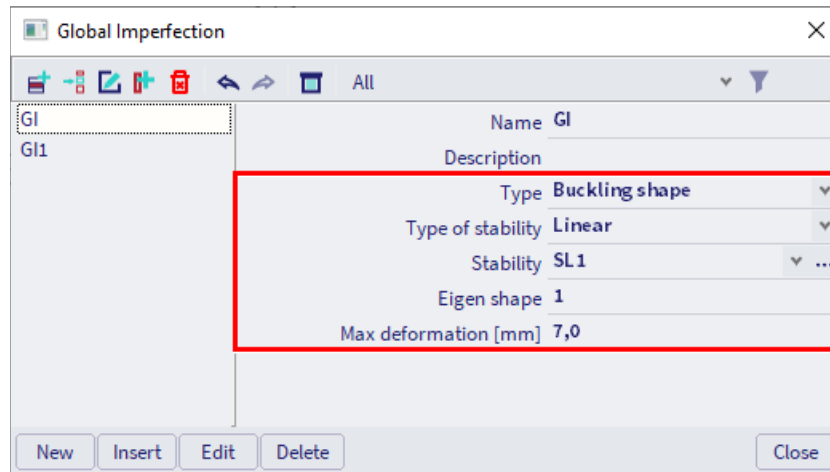 Global Imperfection
All
GI
GI1
Name GI
Description
Type Buckling shape
Type of stability Linear
Stability SL1 ...
Eigen shape 1
Max deformation [mm] 7,0
New Insert Edit Delete Close